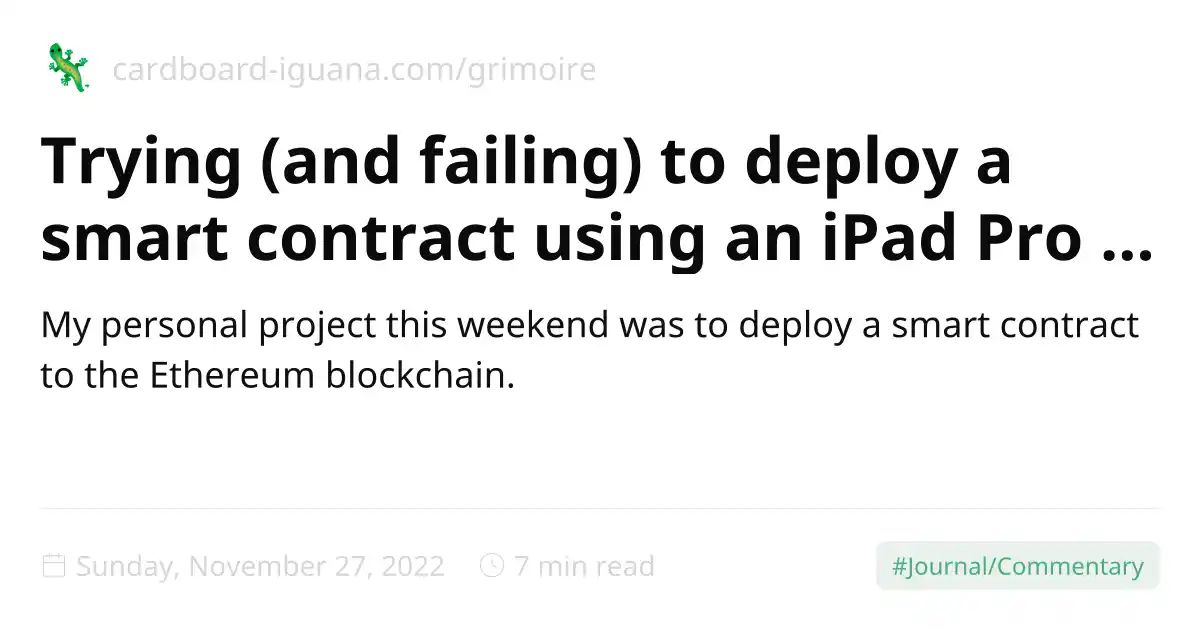 cardboard-iguana.com/grimoire
Trying (and failing) to deploy a
smart contract using an iPad Pro ...
My personal project this weekend was to deploy a smart contract
to the Ethereum blockchain.
Sunday, November 27, 2022 7 min read #Journal/Commentary